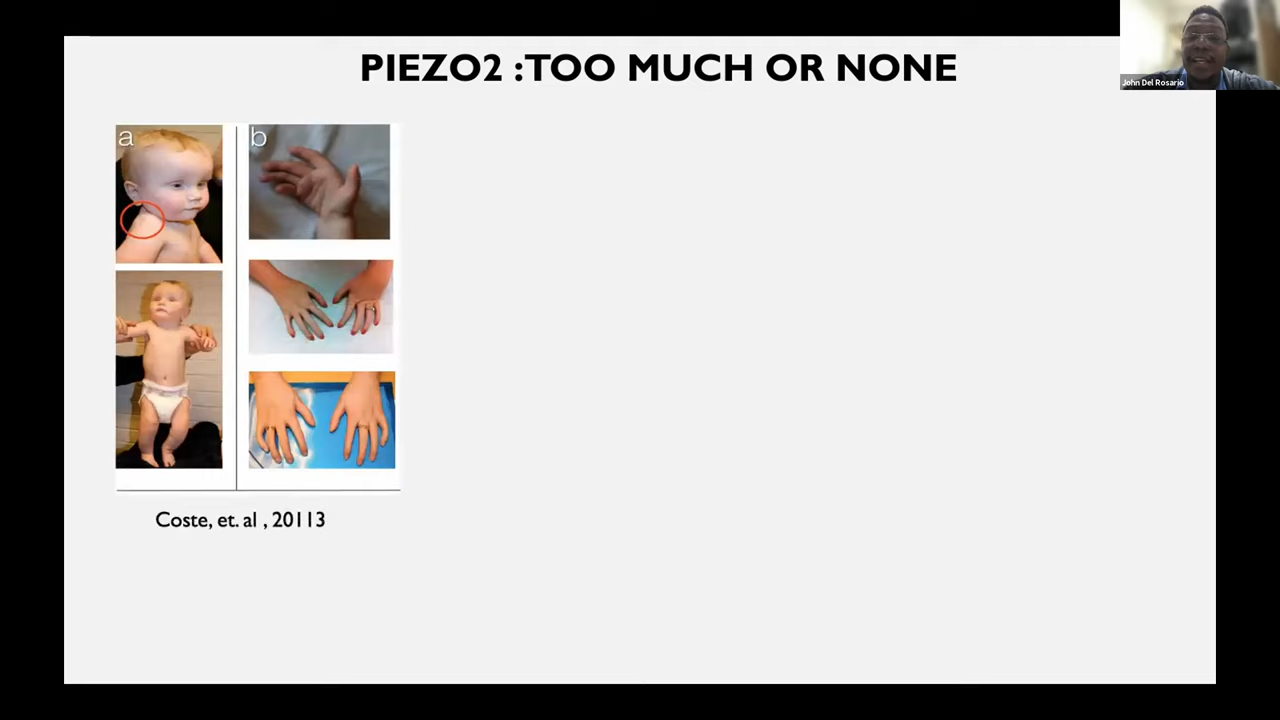 PIEZO2 :TOO MUCH OR NONE
John Del Rosario
a
b
Coste, et. al , 20113